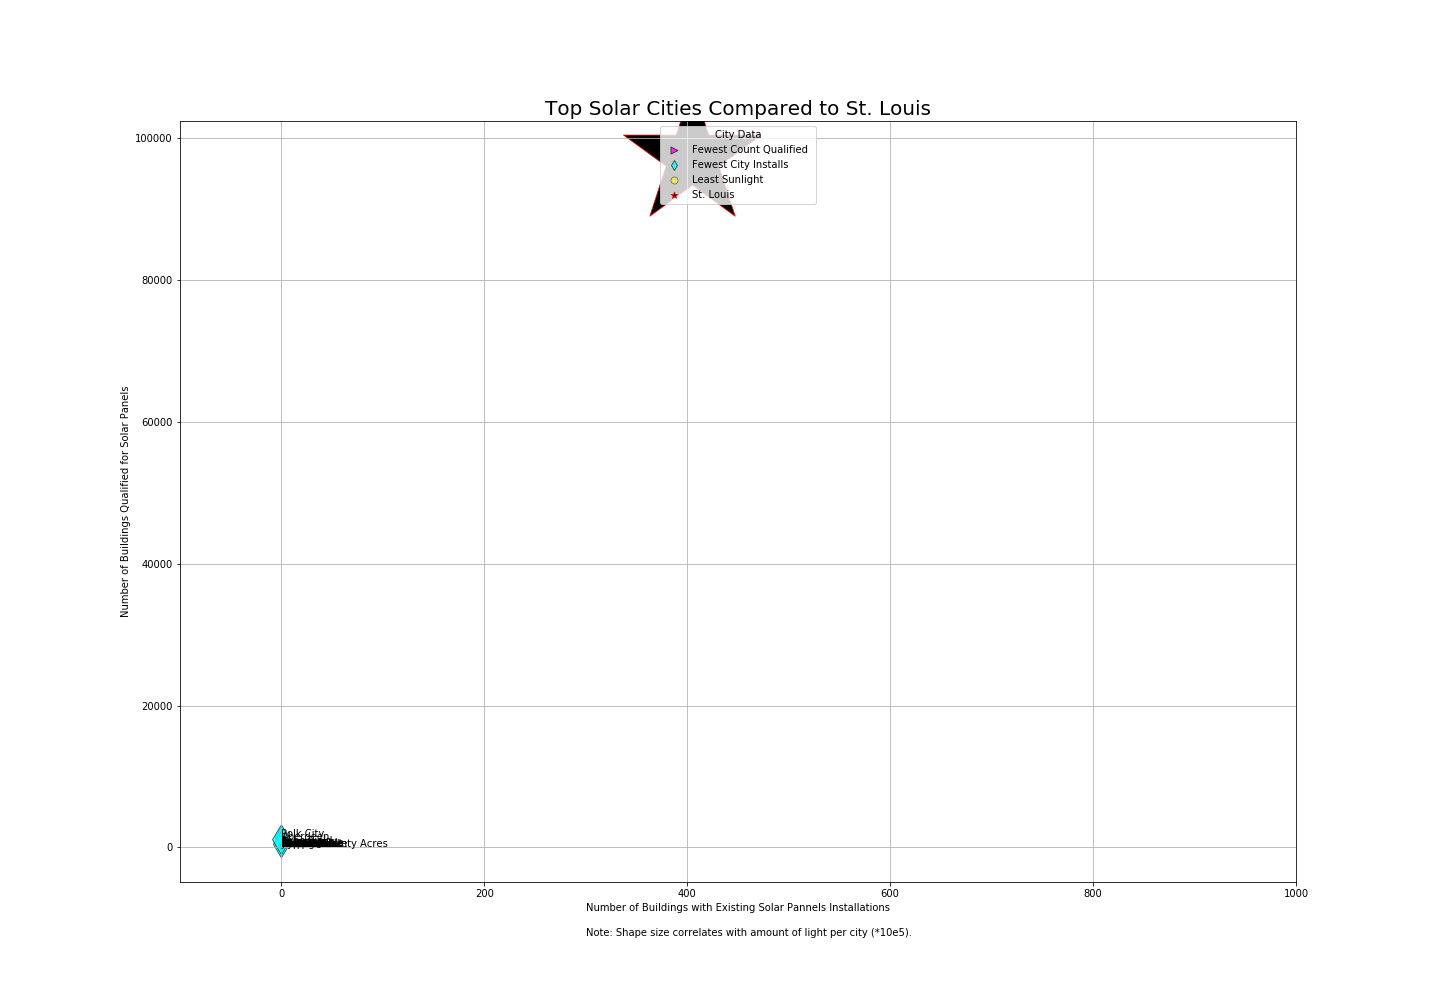 Top Solar Cities Compared to St. Louis
City Data
Fewest Count Qualified
Fewest City Installs
Least Sunlight
St. Louis
100000
80000
60000
40000
20000
0
Number of Buildings Qualified for Solar Panels
Polk City
Acres
0
200
400
600
800
1000
Number of Buildings with Existing Solar Pannels Installations
Note: Shape size correlates with amount of light per city (*10e5).